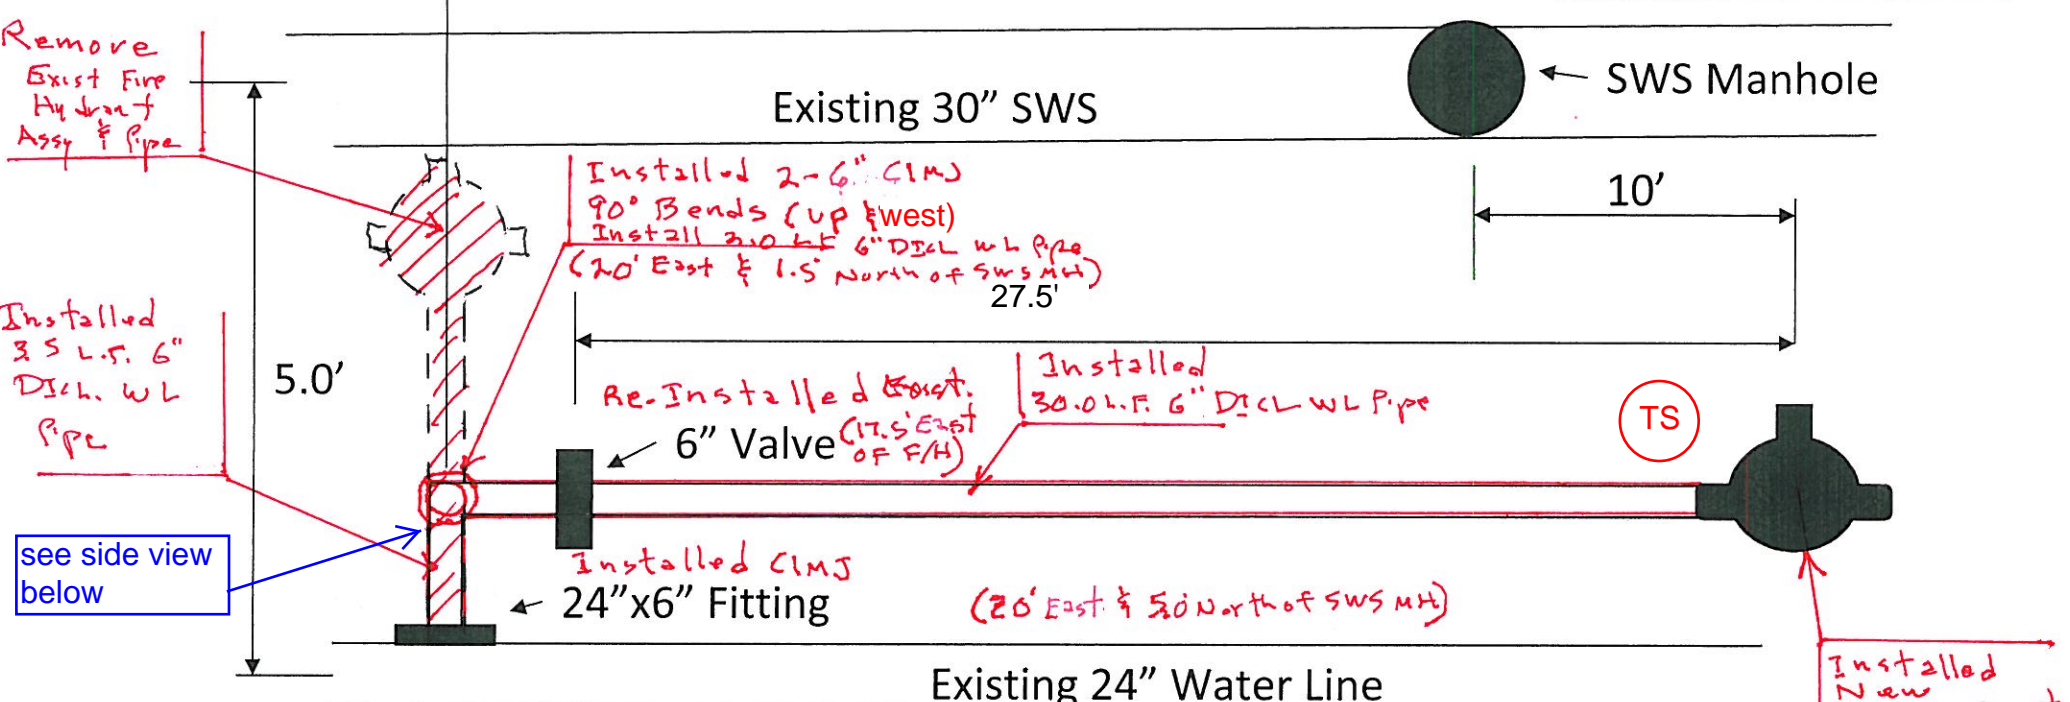 Remove
Exist Fire
Hydrant
Assy & Pipe
Existing 30” SWS
SWS Manhole
10’
Installed 2-6" CIMJ
90° Bends (up & west)
Install 3.0 LF 6" DICL WL Pipe
(20' East & 1.5' North of SWS MH)
27.5'
Installed
3.5 L.F. 6"
DICL. WL
Pipe
5.0’
Re-Installed Exist.
6” Valve
(17.5' East
OF F/H)
Installed
30.0 L.F. 6" DICL WL Pipe
TS
see side view
below
Installed CIMJ
24”x6” Fitting
(20' East & 5.0' North of SWS MH)
Existing 24” Water Line
Installed
New